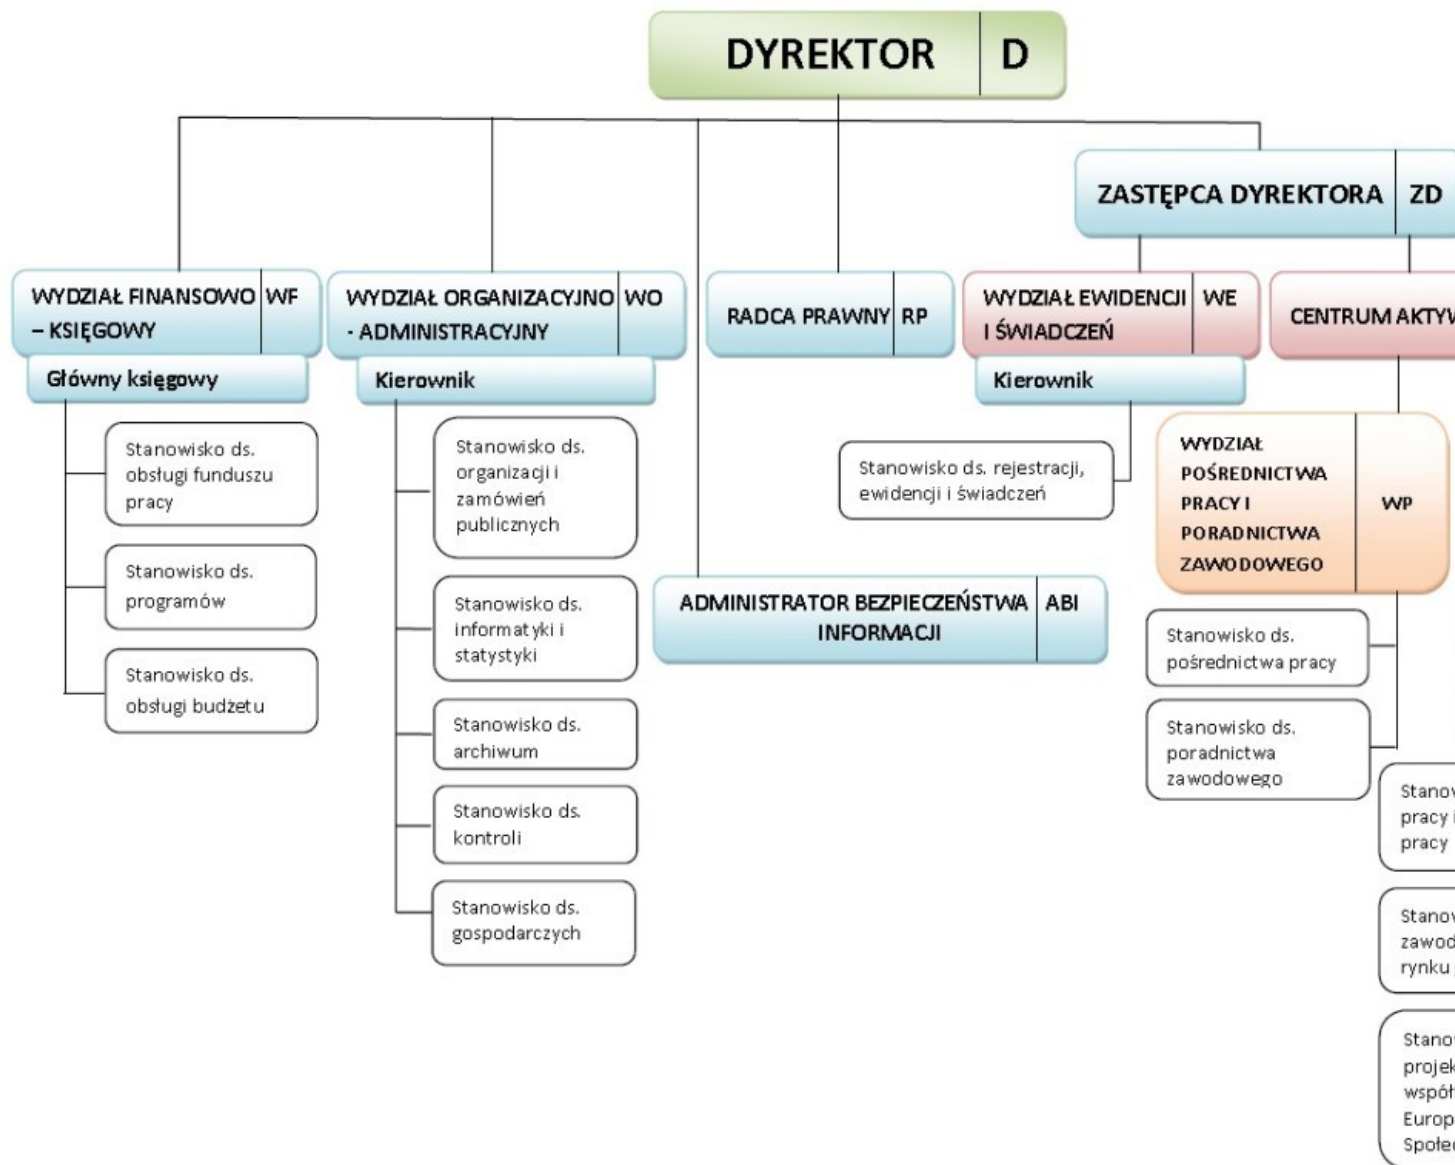 DYREKTOR D
ZASTĘPCA DYREKTORA ZD
WYDZIAŁ FINANSOWO WF
– KSIĘGOWY
Główny księgowy
Stanowisko ds.
obsługi funduszu
pracy
Stanowisko ds.
programów
Stanowisko ds.
obsługi budżetu
WYDZIAŁ ORGANIZACYJNO WO
- ADMINISTRACYJNY
Kierownik
Stanowisko ds.
organizacji i
zamówień
publicznych
Stanowisko ds.
informatyki i
statystyki
Stanowisko ds.
archiwum
Stanowisko ds.
kontroli
Stanowisko ds.
gospodarczych
RADCA PRAWNY RP
ADMINISTRATOR BEZPIECZEŃSTWA ABI
INFORMACJI
WYDZIAŁ EWIDENCJI WE
I ŚWIADCZEŃ
Kierownik
Stanowisko ds. rejestracji,
ewidencji i świadczeń
CENTRUM
WYDZIAŁ
POŚREDNICTWA
PRACY I WP
PORADNICTWA
ZAWODOWEGO
Stanowisko ds.
pośrednictwa pracy
Stanowisko ds.
poradnictwa
zawodowego
pracy
pracy
rynku